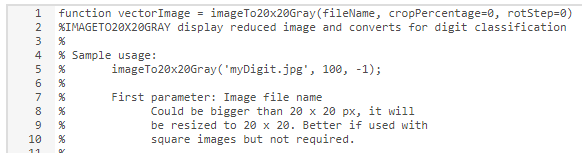 1 function vectorImage = imageTo20x20Gray(fileName, cropPercentage=0, rotStep=0)
2 %IMAGETO20X20GRAY display reduced image and converts for digit classification
3 %
4 % Sample usage:
5 %       imageTo20x20Gray('myDigit.jpg', 100, -1);
6 %
7 %       First parameter: Image file name
8 %             Could be bigger than 20 x 20 px, it will
9 %             be resized to 20 x 20. Better if used with
10 %             square images but not required.